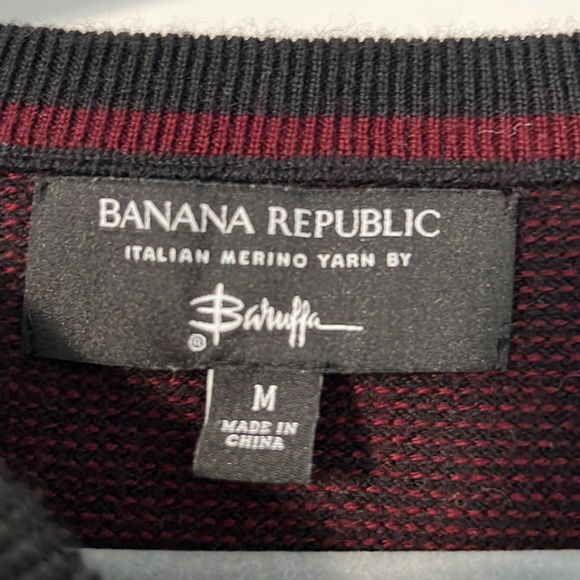 BANANA REPUBLIC
ITALIAN MERINO YARN BY
Baruffa
®
M
MADE IN
CHINA